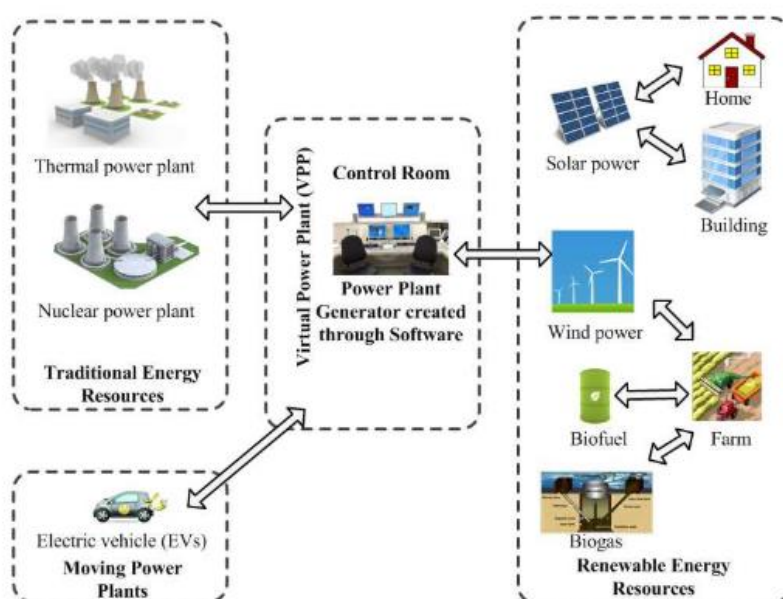 Thermal power plant
Nuclear power plant
Traditional Energy
Resources
Electric vehicle (EVs)
Moving Power
Plants
Virtual Power Plant (VPP)
Control Room
Power Plant
Generator created
through Software
Home
Solar power
Building
Wind power
Biofuel
Farm
Biogas
Renewable Energy
Resources